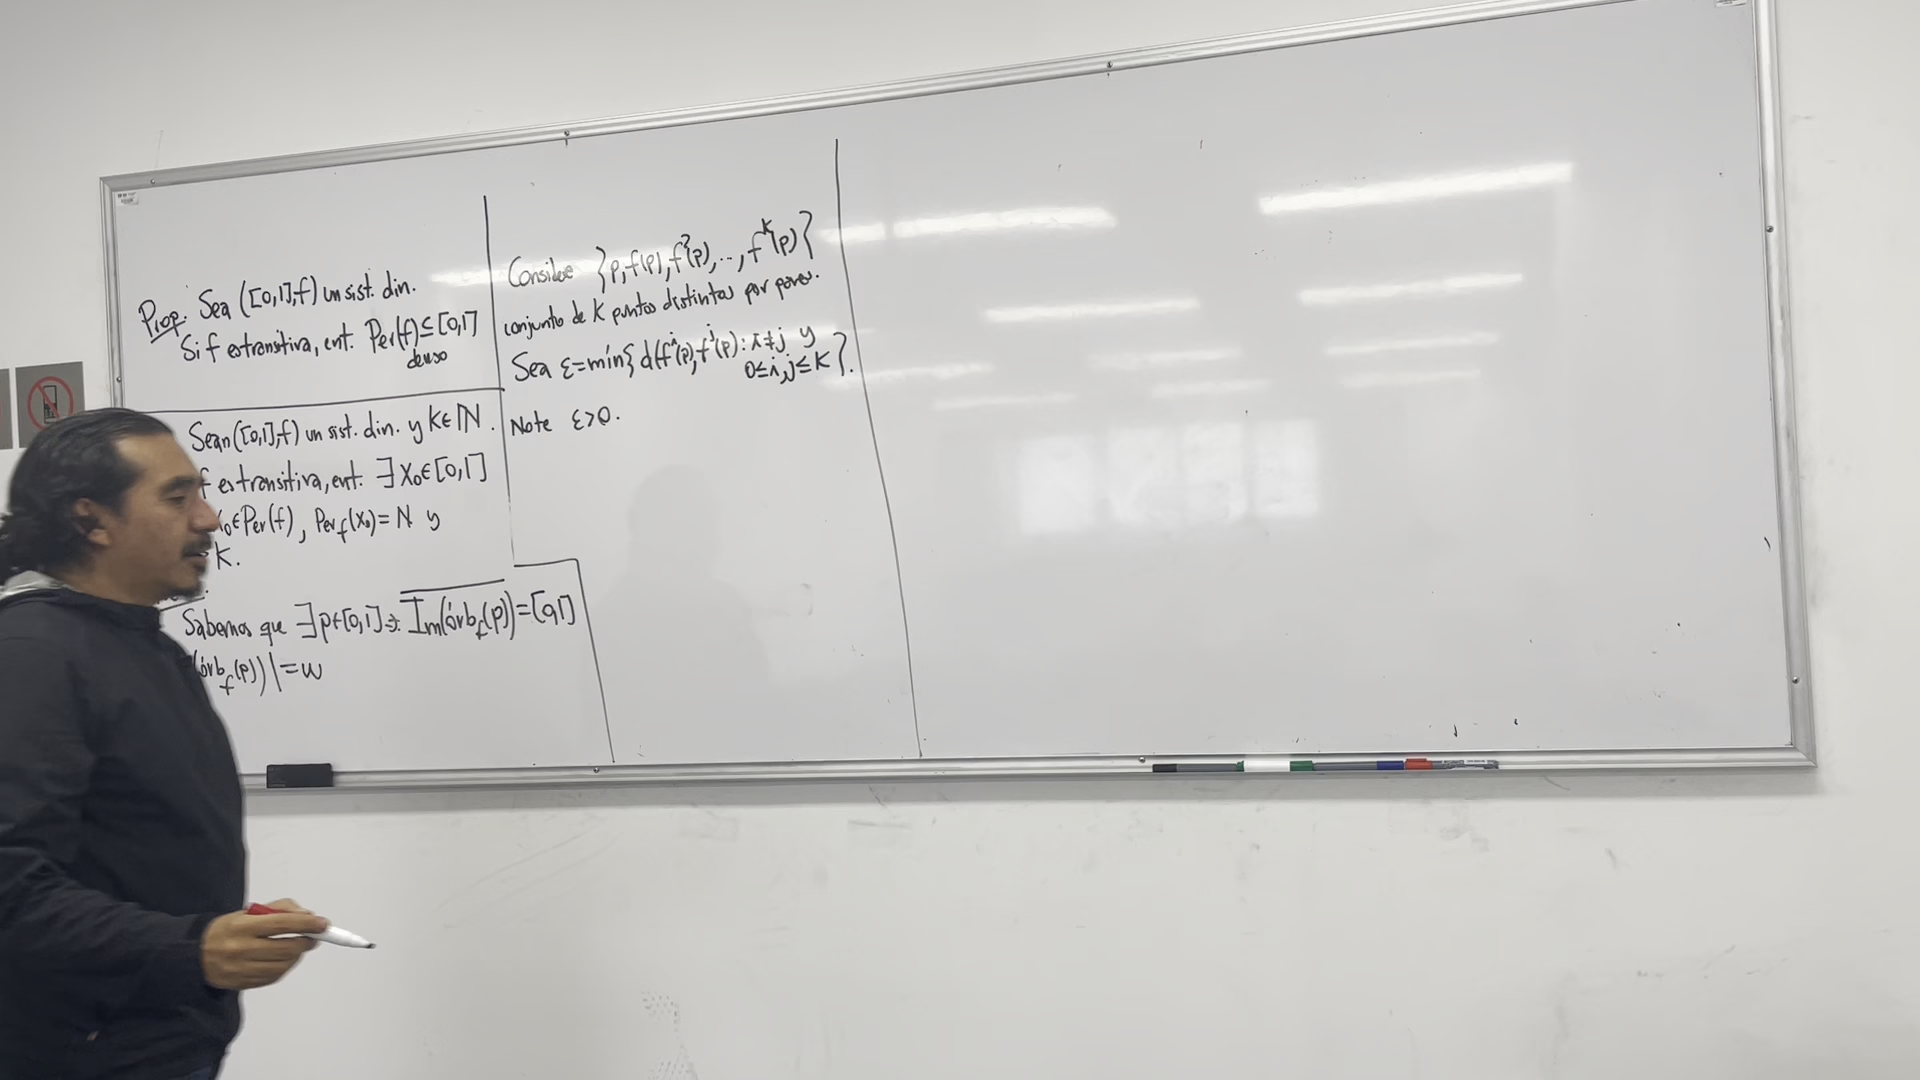 Prop. Sea ([0,1],f) un sist. din.
Si f es transitiva, ent. Per(f) ⊆ [0,1]
denso
Sean ([0,1],f) un sist. din. y K∈ℕ.
f es transitiva, ent. ∃ x₀∈[0,1]
x₀∈Per(f), Per_f(x₀)=N y
K.
Sabemos que ∃p∈[0,1] ∋: \overline{Im(órb_f(p))}=[0,1]
(órb_f(p))|=ω
Considere {p, f(p), f²(p), .., f^K(p)}
conjunto de K puntos distintos por pares.
Sea ε=mín{d(f^i(p), f^j(p): i≠j y
0≤i,j≤K}.
Note ε>0.